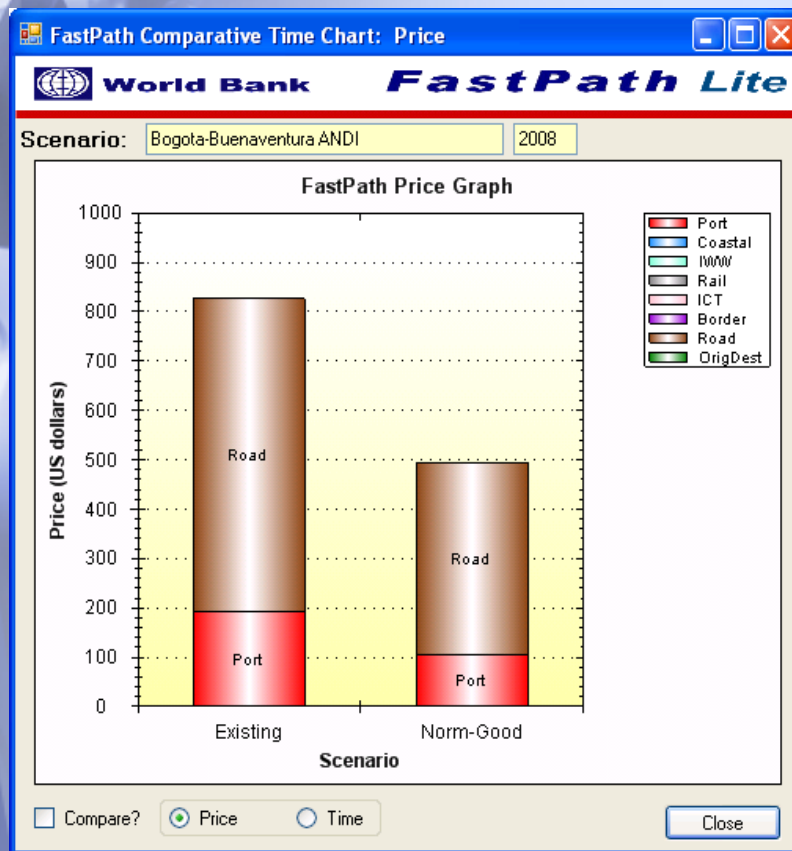 FastPath Comparative Time Chart: Price
World Bank FastPath Lite
Scenario: Bogota-Buenaventura ANDI 2008
FastPath Price Graph
1000
900
800
700
600
500
400
300
200
100
0
Price (US dollars)
Road
Port
Road
Port
Existing Norm-Good
Scenario
Port
Coastal
IWW
Rail
ICT
Border
Road
OrigDest
Compare? Price Time Close